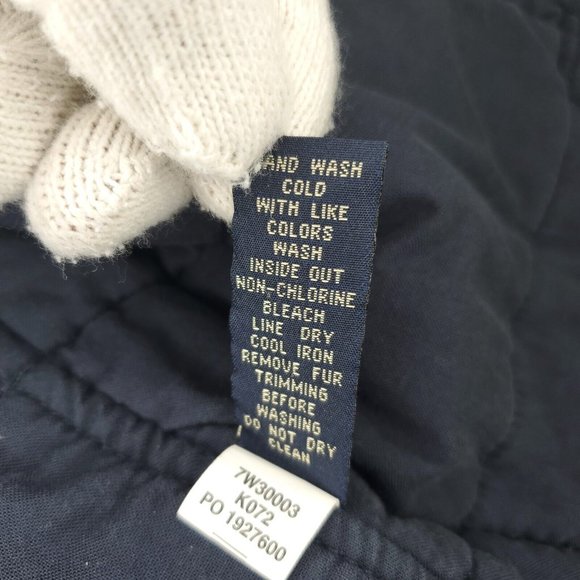 HAND WASH
COLD
WITH LIKE
COLORS
WASH
INSIDE OUT
NON-CHLORINE
BLEACH
LINE DRY
COOL IRON
REMOVE FUR
TRIMMING
BEFORE
WASHING
DO NOT DRY
CLEAN
7W30003
K072
PO 1927600